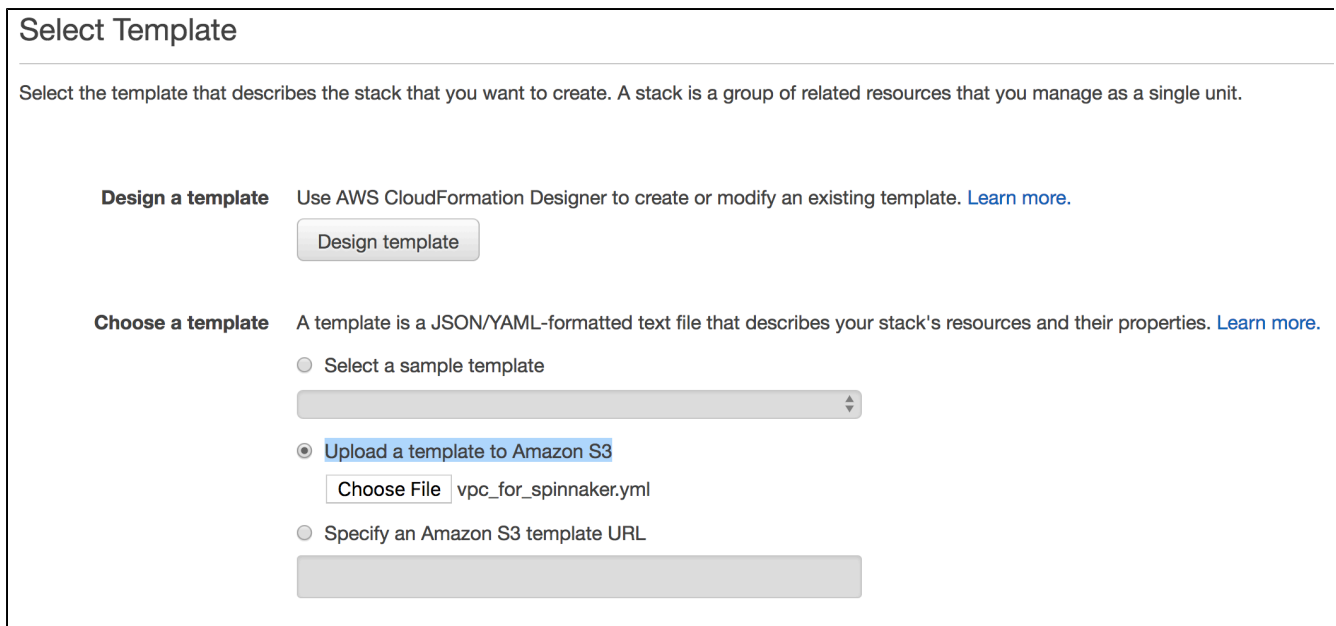 Select Template
Select the template that describes the stack that you want to create. A stack is a group of related resources that you manage as a single unit.
Design a template Use AWS CloudFormation Designer to create or modify an existing template. Learn more.
Design template
Choose a template A template is a JSON/YAML-formatted text file that describes your stack's resources and their properties. Learn more.
Select a sample template
Upload a template to Amazon S3
Choose File vpc_for_spinnaker.yml
Specify an Amazon S3 template URL